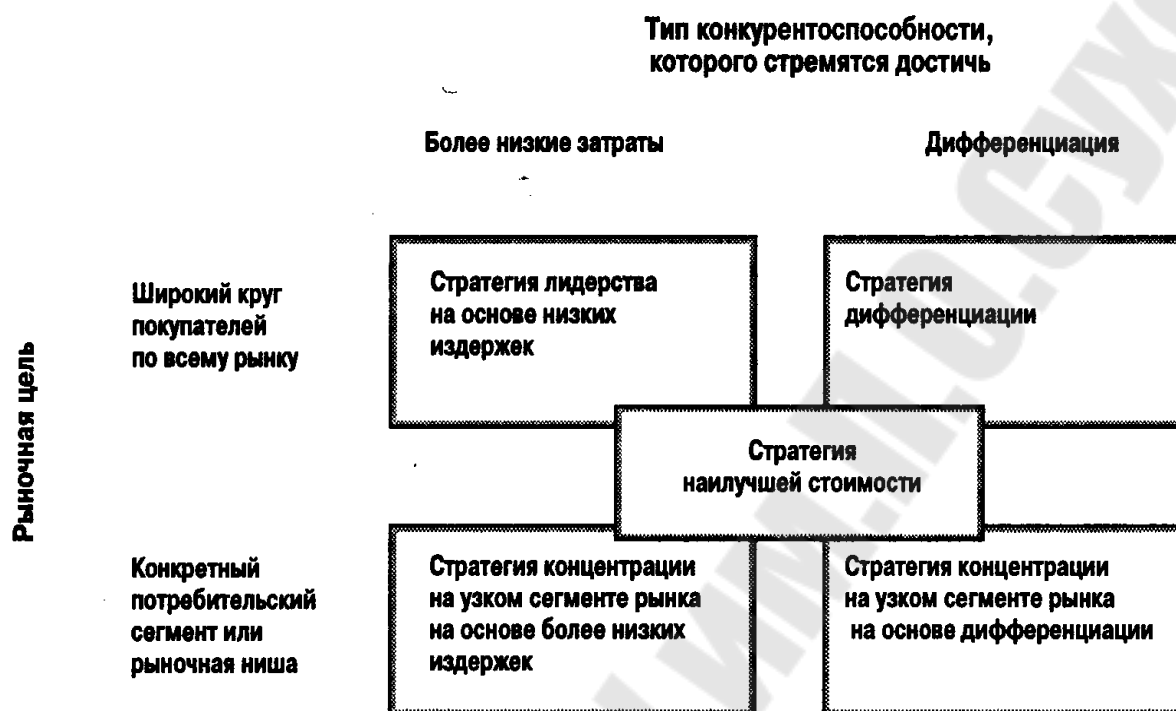 Тип конкурентоспособности,
которого стремятся достичь
Более низкие затраты
Дифференциация
Рыночная цель
Широкий круг
покупателей
по всему рынку
Стратегия лидерства
на основе низких
издержек
Стратегия
дифференциации
Стратегия
наилучшей стоимости
Конкретный
потребительский
сегмент или
рыночная ниша
Стратегия концентрации
на узком сегменте рынка
на основе более низких
издержек
Стратегия концентрации
на узком сегменте рынка
на основе дифференциации